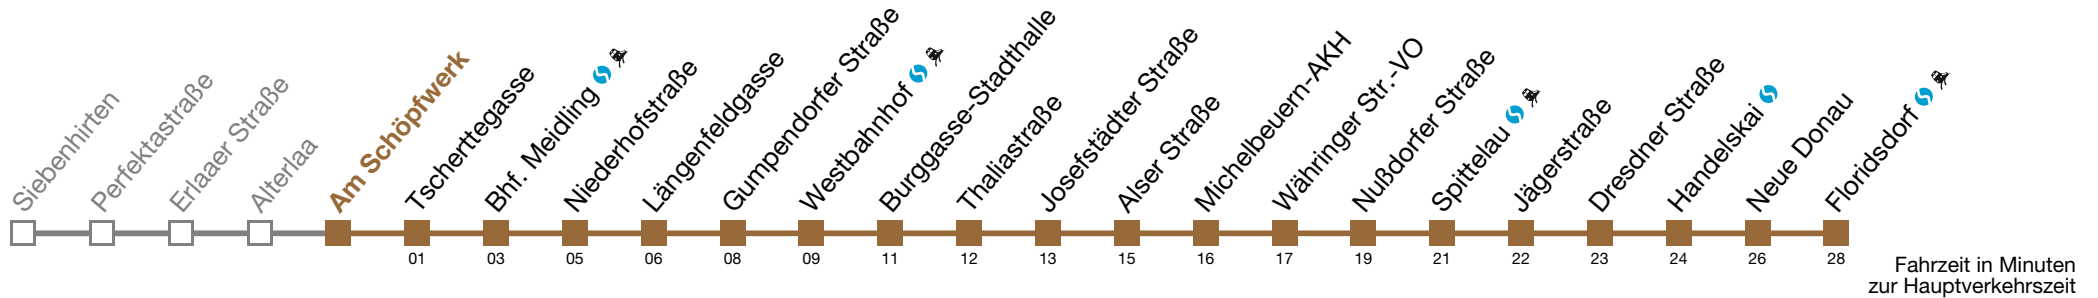 Siebenhirten
Perfektastraße
Erlaaer Straße
Alterlaa
Am Schöpfwerk
Tscherttegasse
Bhf. Meidling
Niederhofstraße
Längenfeldgasse
Gumpendorfer Straße
Westbahnhof
Burggasse-Stadthalle
Thaliastraße
Josefstädter Straße
Alser Straße
Michelbeuern-AKH
Währinger Str.-VO
Nußdorfer Straße
Spittelau
Jägerstraße
Dresdner Straße
Handelskai
Neue Donau
Floridsdorf
01 03 05 06 08 09 11 12 13 15 16 17 19 21 22 23 24 26 28
Fahrzeit in Minuten
zur Hauptverkehrszeit